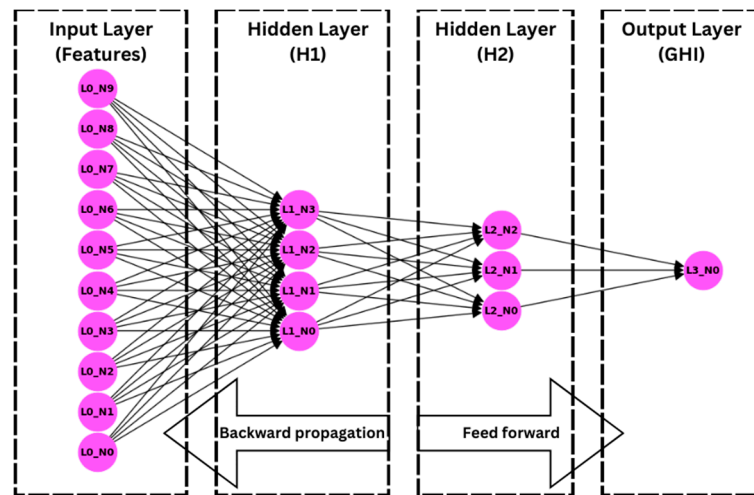 Input Layer
(Features)
Hidden Layer
(H1)
Hidden Layer
(H2)
Output Layer
(GHI)
L0_N9
L0_N8
L0_N7
L0_N6
L0_N5
L0_N4
L0_N3
L0_N2
L0_N1
L0_N0
L1_N3
L1_N2
L1_N1
L1_N0
L2_N2
L2_N1
L2_N0
L3_N0
Backward propagation
Feed forward